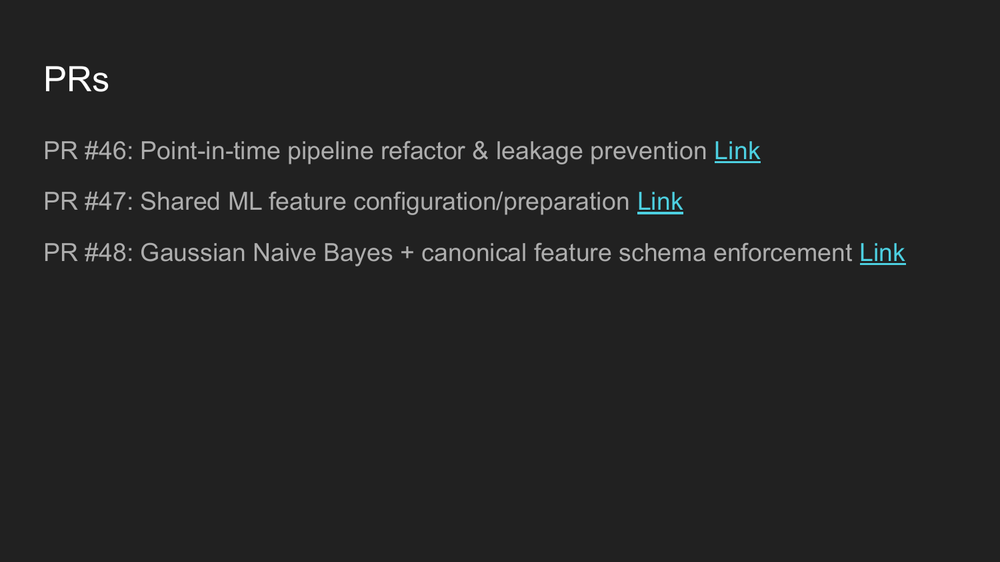 PRs
PR #46: Point-in-time pipeline refactor & leakage prevention Link
PR #47: Shared ML feature configuration/preparation Link
PR #48: Gaussian Naive Bayes + canonical feature schema enforcement Link